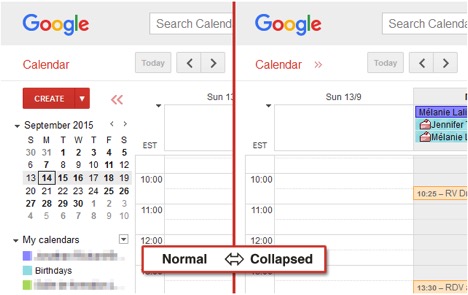 Google
Search Calenda
Calendar
Today
CREATE
Sun 13/
September 2015
S M T W T F S
30 31 1 2 3 4 5
6 7 8 9 10 11 12
13 14 15 16 17 18 19
20 21 22 23 24 25 26
27 28 29 30 1 2 3
4 5 6 7 8 9 10
EST
10:00
11:00
12:00
My calendars
Birthdays
Google
Search Calen
Calendar »
Today
Sun 13/9
Mélanie Lali
Jennifer
Mélanie
EST
10:00
10:25 – RV D
11:00
12:00
13:00
13:30 – RDV
Normal ⇔ Collapsed